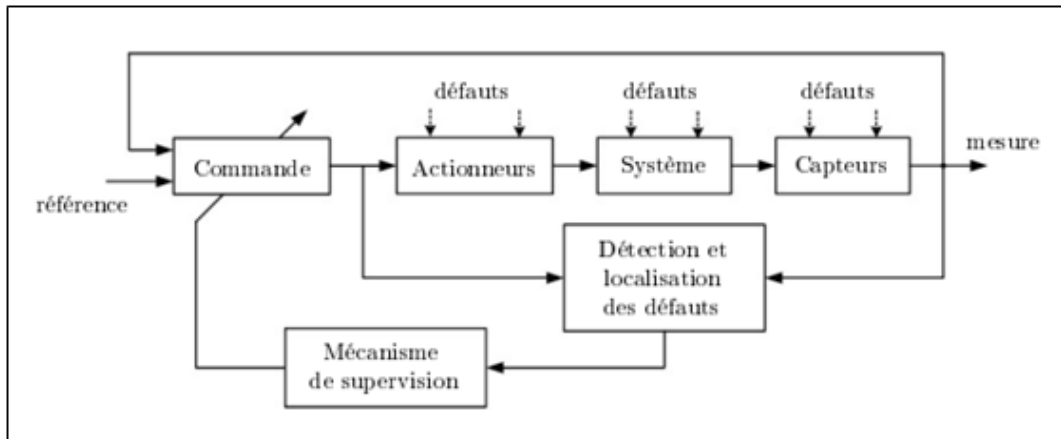 défauts
défauts
défauts
mesure
Commande
Actionneurs
Système
Capteurs
référence
Détection et
localisation
des défauts
Mécanisme
de supervision